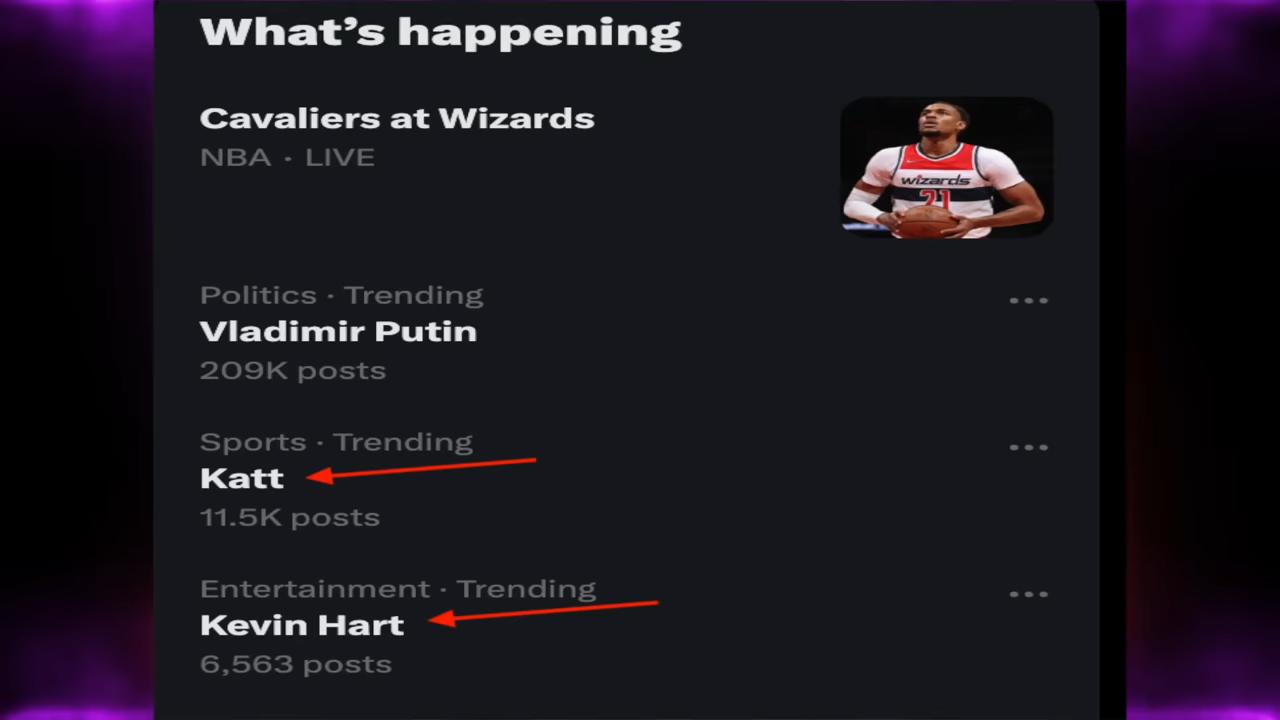 What’s happening
Cavaliers at Wizards
NBA · LIVE
wizards
21
Politics · Trending
Vladimir Putin
209K posts
Sports · Trending
Katt
11.5K posts
Entertainment · Trending
Kevin Hart
6,563 posts